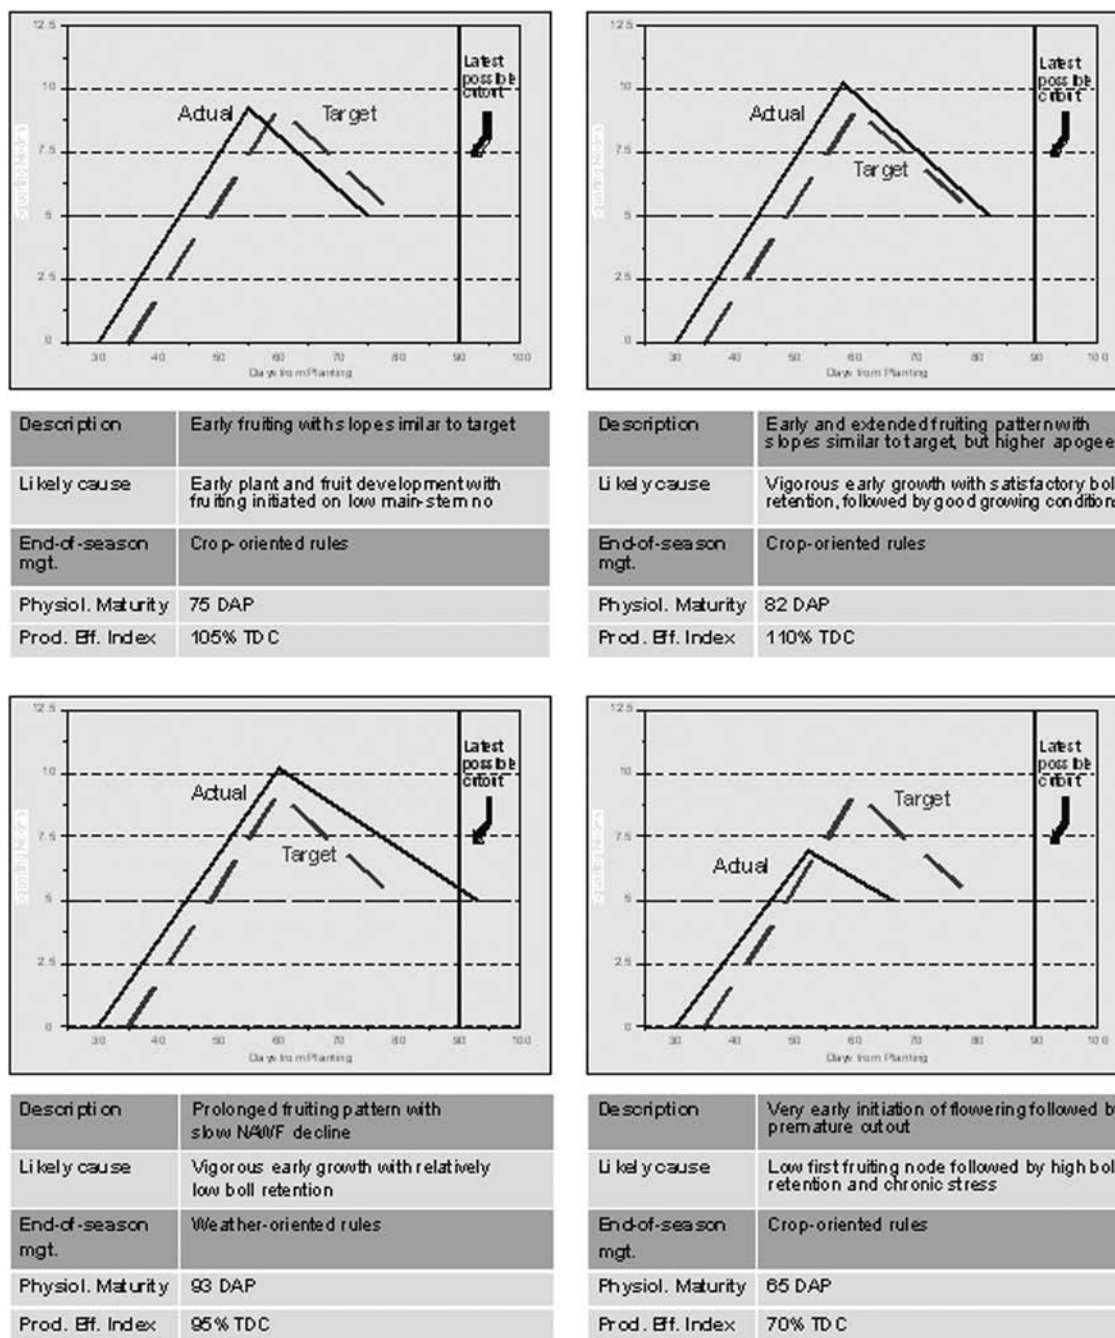 12.5
10
7.5
5
2.5
0
Squaring Nodes
Actual
Target
Latest
possible
cutout
30 40 50 60 70 80 90 100
Days from Planting
12.5
10
7.5
5
2.5
0
Squaring Nodes
Actual
Target
Latest
possible
cutout
30 40 50 60 70 80 90 100
Days from Planting
Description Early fruiting with slope similar to target
Likely cause Early plant and fruit development with
fruiting initiated on low main-stem no
End-of-season Crop-oriented rules
mgt.
Physiol. Maturity 75 DAP
Prod. Eff. Index 105% TDC
Description Early and extended fruiting pattern with
slopes similar to target, but higher apogee
Likely cause Vigorous early growth with satisfactory bol
retention, followed by good growing condition
End-of-season Crop-oriented rules
mgt.
Physiol. Maturity 82 DAP
Prod. Eff. Index 110% TDC
12.5
10
7.5
5
2.5
0
Squaring Nodes
Actual
Target
Latest
possible
cutout
30 40 50 60 70 80 90 100
Days from Planting
12.5
10
7.5
5
2.5
0
Squaring Nodes
Actual
Target
Latest
possible
cutout
30 40 50 60 70 80 90 100
Days from Planting
Description Prolonged fruiting pattern with
slow NAWF decline
Likely cause Vigorous early growth with relatively
low boll retention
End-of-season Weather-oriented rules
mgt.
Physiol. Maturity 93 DAP
Prod. Eff. Index 95% TDC
Description Very early initiation of flowering followed b
premature cutout
Likely cause Low first fruiting node followed by high bol
retention and chronic stress
End-of-season Crop-oriented rules
mgt.
Physiol. Maturity 65 DAP
Prod. Eff. Index 70% TDC